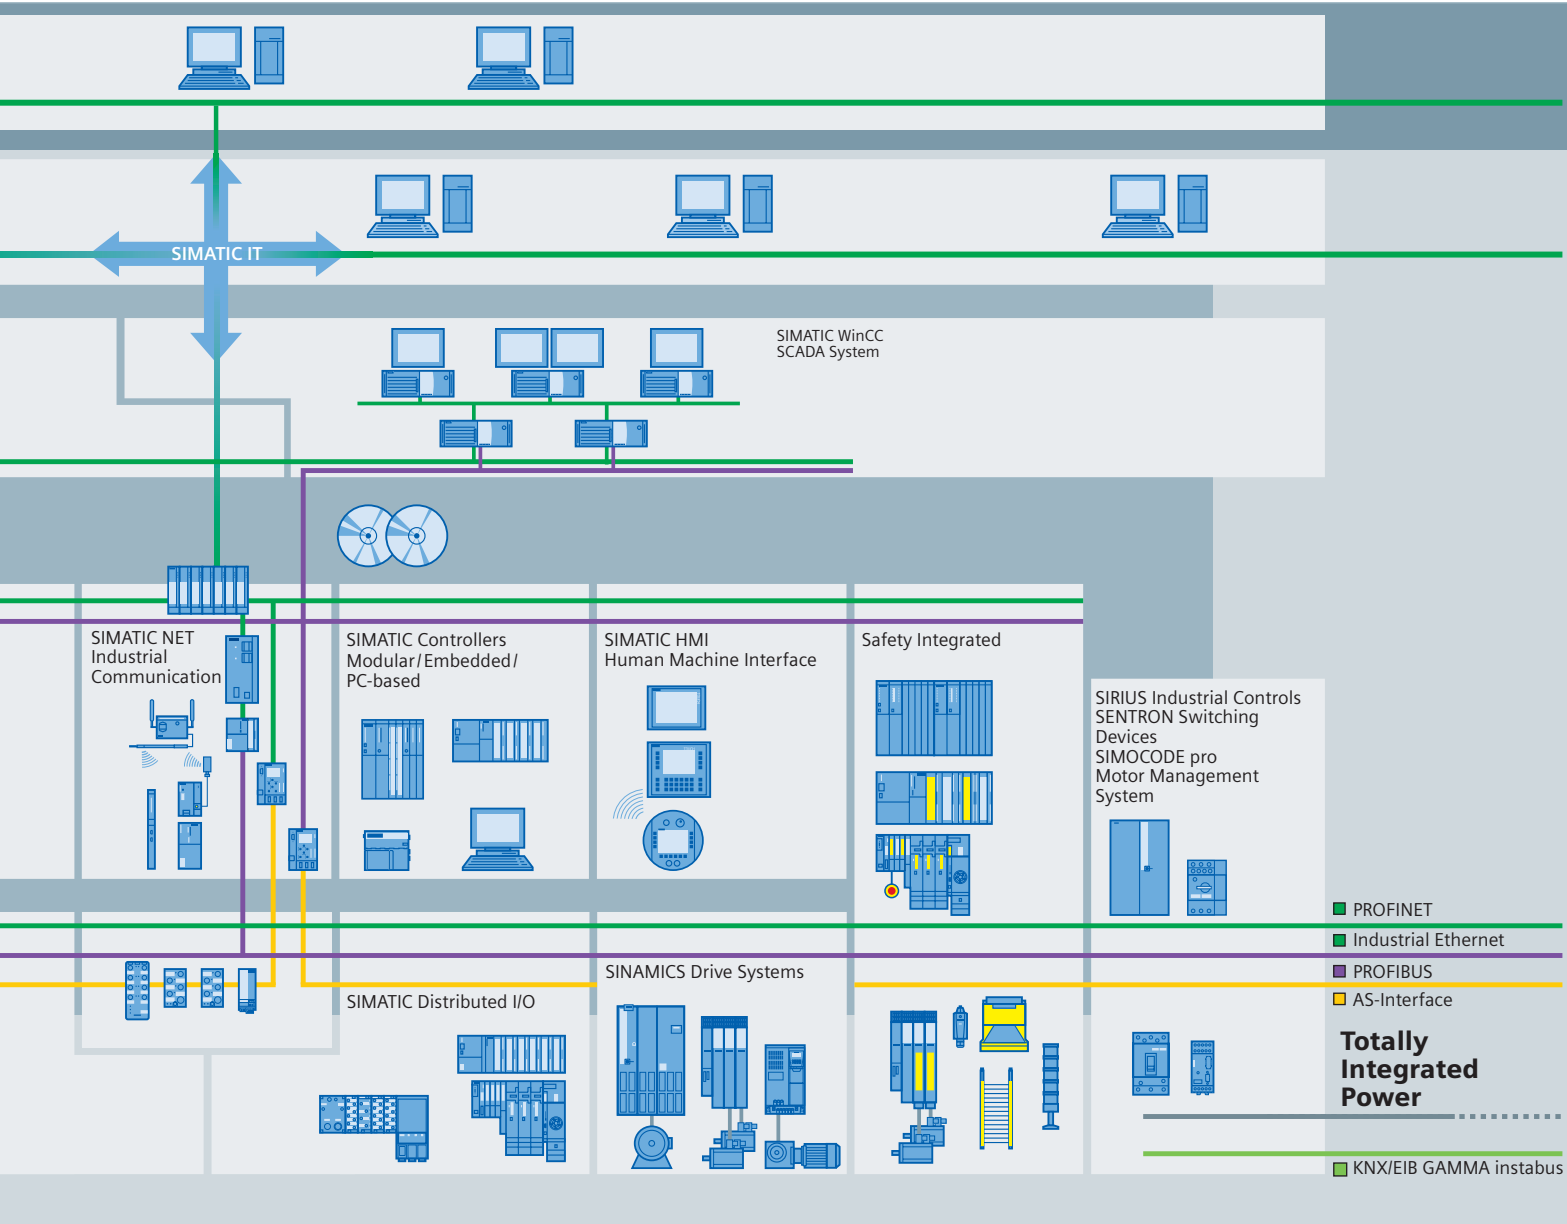 SIMATIC IT
SIMATIC WinCC
SCADA System
SIMATIC NET
Industrial
Communication
SIMATIC Controllers
Modular/Embedded/
PC-based
SIMATIC HMI
Human Machine Interface
Safety Integrated
SIRIUS Industrial Controls
SENTRON Switching
Devices
SIMOCODE pro
Motor Management
System
PROFINET
Industrial Ethernet
PROFIBUS
AS-Interface
SIMATIC Distributed I/O
SINAMICS Drive Systems
Totally
Integrated
Power
KNX/EIB GAMMA instabus